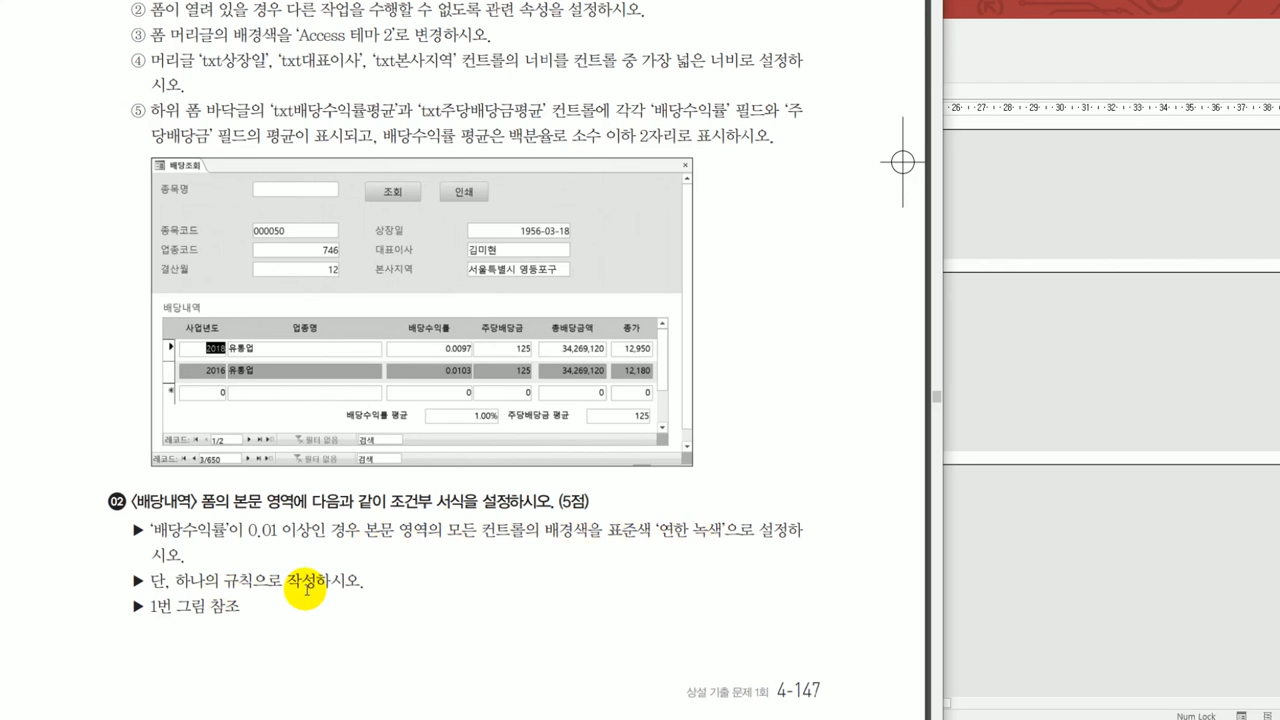 ② 폼이 열려 있을 경우 다른 작업을 수행할 수 없도록 관련 속성을 설정하시오.
③ 폼 머리글의 배경색을 ‘Access 테마 2’로 변경하시오.
④ 머리글 ‘txt상장일’, ‘txt대표이사’, ‘txt본사지역’ 컨트롤의 너비를 컨트롤 중 가장 넓은 너비로 설정하
시오.
⑤ 하위 폼 바닥글의 ‘txt배당수익률평균’과 ‘txt주당배당금평균’ 컨트롤에 각각 ‘배당수익률’ 필드와 ‘주
당배당금’ 필드의 평균이 표시되고, 배당수익률 평균은 백분율로 소수 이하 2자리로 표시하시오.
배당조회 ×
종목명 조회 인쇄
종목코드 000050 상장일 1956-03-18
업종코드 746 대표이사 김미현
결산월 12 본사지역 서울특별시 영등포구
배당내역
사업년도 업종명 배당수익률 주당배당금 총배당금액 종가
2018 유통업 0.0097 125 34,269,120 12,950
2016 유통업 0.0103 125 34,269,120 12,180
* 0 0 0 0 0
배당수익률 평균 1.00% 주당배당금 평균 125
레코드: 1/2 필터 없음 검색
레코드: 3/650 필터 없음 검색
02 〈배당내역〉 폼의 본문 영역에 다음과 같이 조건부 서식을 설정하시오. (5점)
▶ ‘배당수익률’이 0.01 이상인 경우 본문 영역의 모든 컨트롤의 배경색을 표준색 ‘연한 녹색’으로 설정하
시오.
▶ 단, 하나의 규칙으로 작성하시오.
▶ 1번 그림 참조
상설 기출 문제 1회 4-147
26 27 28 29 30 31 32 33 34 35 36 37 38
Num Lock